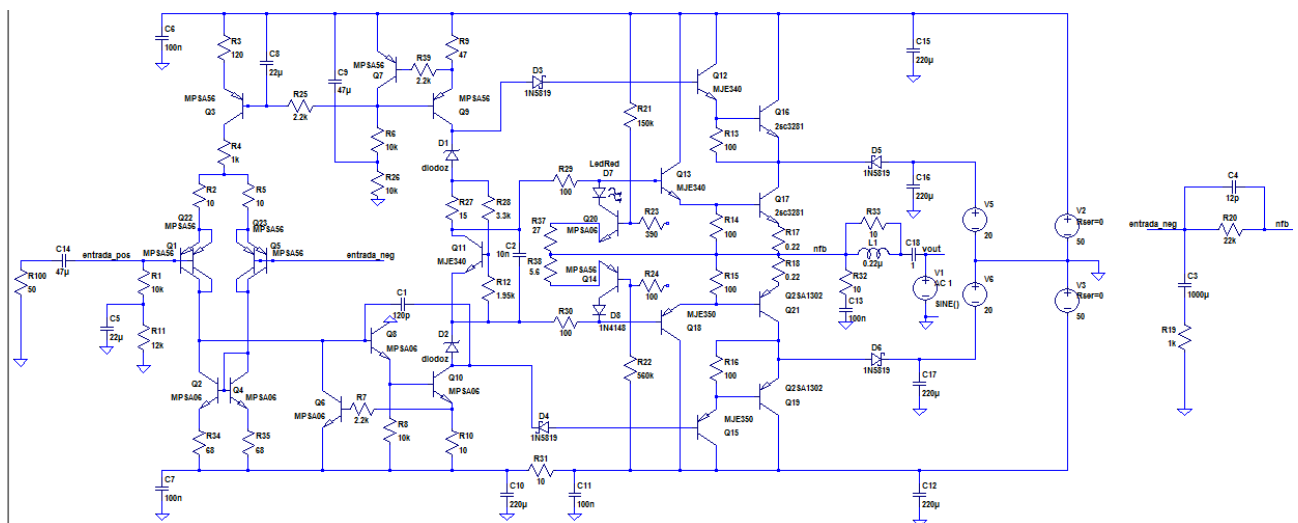 C6
100n
R3
120
C8
22µ
C9
47µ
MPSA56
Q7
R39
2.2k
R9
47
MPSA56
Q3
R25
2.2k
MPSA56
Q9
D3
1N5819
Q12
MJE340
C15
220µ
R4
1k
R6
10k
R26
10k
D1
diodoz
R21
150k
R13
100
Q16
2sc3281
D5
1N5819
C16
220µ
R2
10
R5
10
R27
15
R28
3.3k
R29
100
LedRed
D7
Q13
MJE340
Q17
2sc3281
V5
20
V2
Rser=0
50
C4
12p
entrada_neg
R20
22k
nfb
Q22
MPSA56
Q1
Q23
MPSA56
Q5
MPSA56
C14
47µ
entrada_pos
entrada_neg
R100
50
R1
10k
C5
22µ
R11
12k
Q11
MJE340
C2
10n
R37
27
Q20
MPSA06
R23
390
R38
5.6
MPSA56
Q14
R24
100
R14
100
R17
0.22
nfb
R33
10
L1
0.22µ
C18
1
vout
R15
100
R18
0.22
R32
10
C13
100n
V1
AC 1
SINE()
V6
20
V3
Rser=0
50
C3
1000µ
R19
1k
R12
1.95k
C1
120p
Q8
MPSA06
D2
diodoz
R30
100
D8
1N4148
MJE350
Q18
Q2SA1302
Q21
Q2
MPSA06
Q4
MPSA06
Q6
MPSA06
R7
2.2k
Q10
MPSA06
R22
560k
R16
100
D6
1N5819
Q2SA1302
Q19
C17
220µ
R34
68
R35
68
R8
10k
R10
10
D4
1N5819
MJE350
Q15
C7
100n
C10
220µ
R31
10
C11
100n
C12
220µ